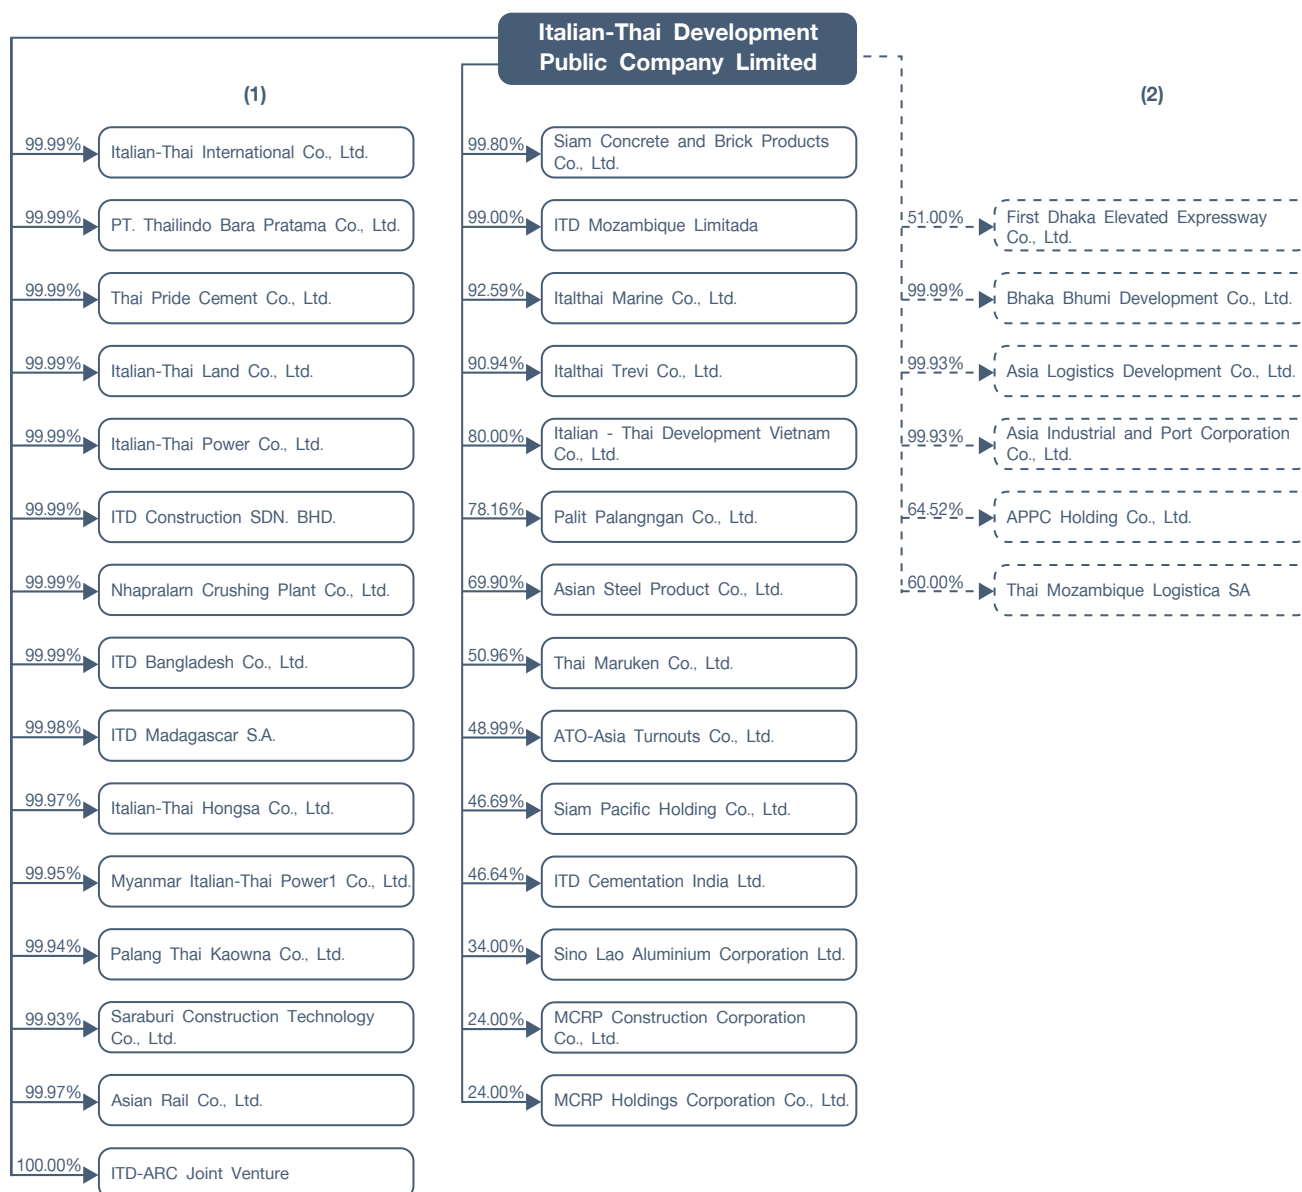 Italian-Thai Development
Public Company Limited
(1)
99.99%
Italian-Thai International Co., Ltd.
99.99%
PT. Thailindo Bara Pratama Co., Ltd.
99.99%
Thai Pride Cement Co., Ltd.
99.99%
Italian-Thai Land Co., Ltd.
99.99%
Italian-Thai Power Co., Ltd.
99.99%
ITD Construction SDN. BHD.
99.99%
Nhapralarn Crushing Plant Co., Ltd.
99.99%
ITD Bangladesh Co., Ltd.
99.98%
ITD Madagascar S.A.
99.97%
Italian-Thai Hongsa Co., Ltd.
99.95%
Myanmar Italian-Thai Power1 Co., Ltd.
99.94%
Palang Thai Kaowna Co., Ltd.
99.93%
Saraburi Construction Technology
Co., Ltd.
99.97%
Asian Rail Co., Ltd.
100.00%
ITD-ARC Joint Venture
99.80%
Siam Concrete and Brick Products
Co., Ltd.
99.00%
ITD Mozambique Limitada
92.59%
Italthai Marine Co., Ltd.
90.94%
Italthai Trevi Co., Ltd.
80.00%
Italian - Thai Development Vietnam
Co., Ltd.
78.16%
Palit Palangngan Co., Ltd.
69.90%
Asian Steel Product Co., Ltd.
50.96%
Thai Maruken Co., Ltd.
48.99%
ATO-Asia Turnouts Co., Ltd.
46.69%
Siam Pacific Holding Co., Ltd.
46.64%
ITD Cementation India Ltd.
34.00%
Sino Lao Aluminium Corporation Ltd.
24.00%
MCRP Construction Corporation
Co., Ltd.
24.00%
MCRP Holdings Corporation Co., Ltd.
(2)
51.00%
First Dhaka Elevated Expressway
Co., Ltd.
99.99%
Bhaka Bhumi Development Co., Ltd.
99.93%
Asia Logistics Development Co., Ltd.
99.93%
Asia Industrial and Port Corporation
Co., Ltd.
64.52%
APPC Holding Co., Ltd.
60.00%
Thai Mozambique Logistica SA